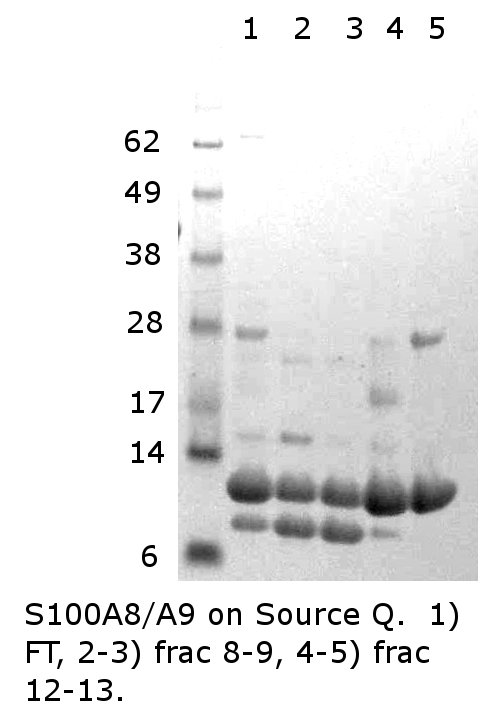 1 2 3 4 5
62
49
38
28
17
14
6
S100A8/A9 on Source Q.  1)
FT, 2-3) frac 8-9, 4-5) frac
12-13.